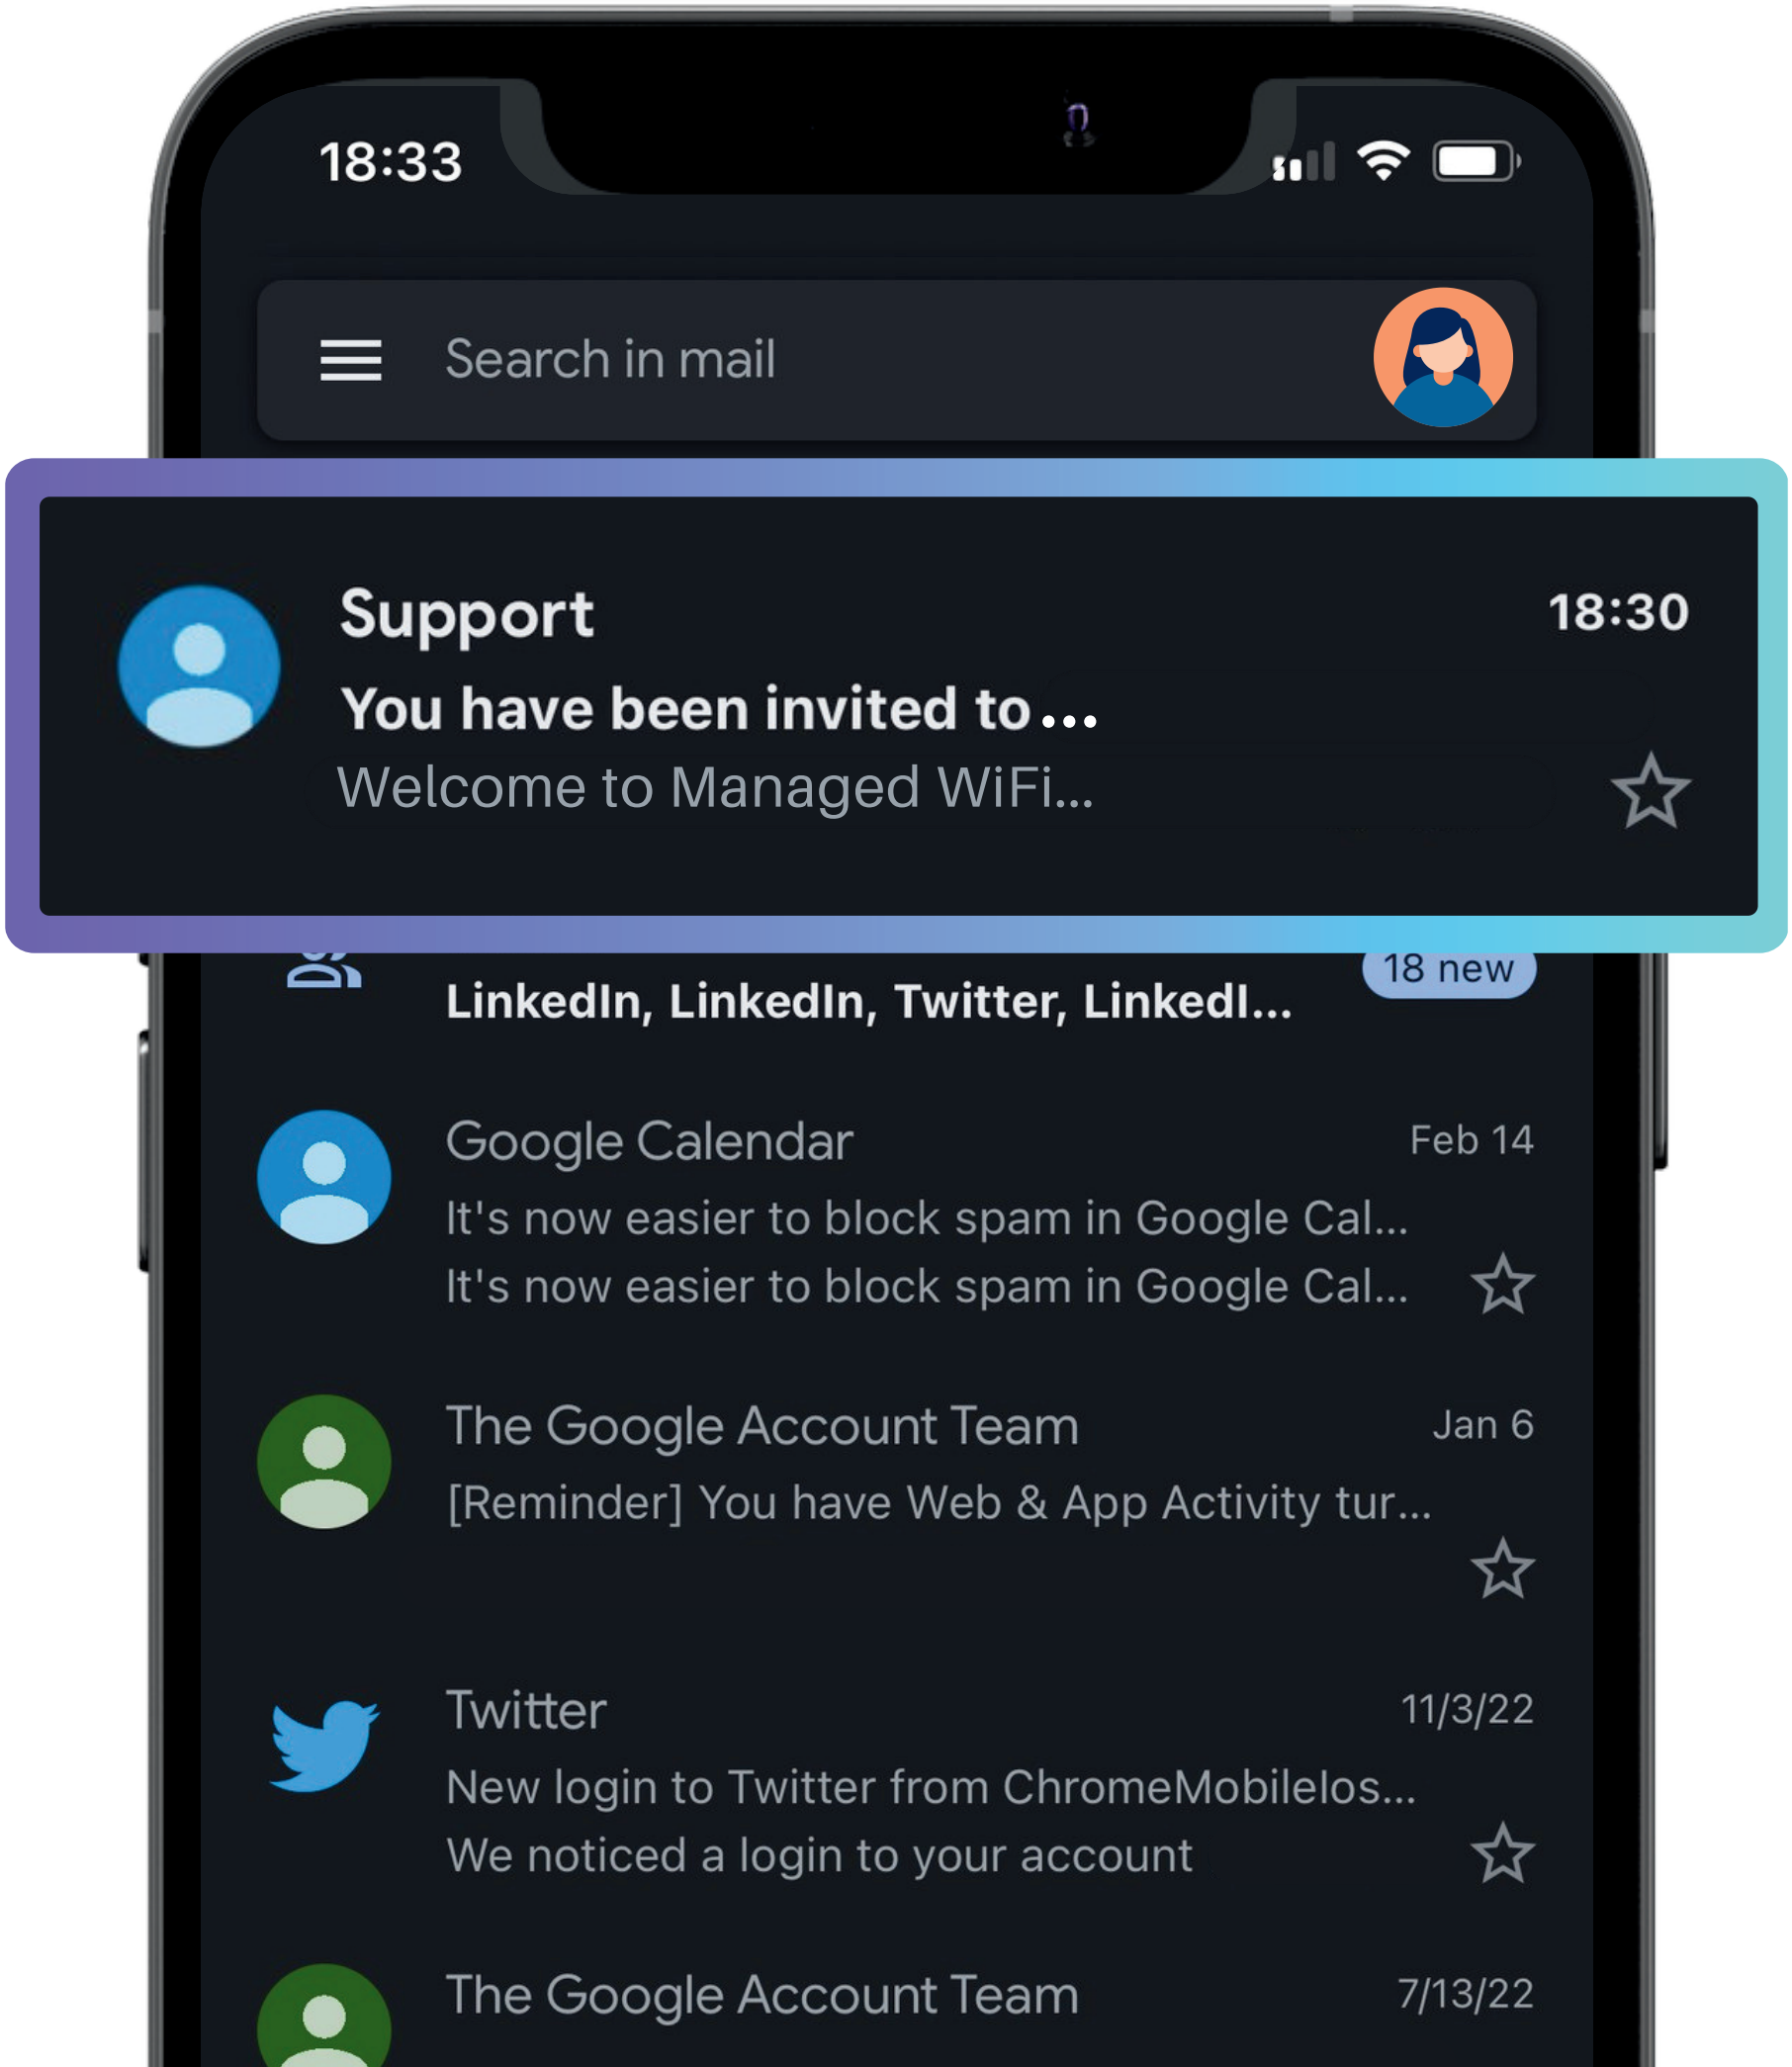 18:33
Search in mail
Support 18:30
You have been invited to...
Welcome to Managed WiFi...
18 new
LinkedIn, LinkedIn, Twitter, LinkedI...
Google Calendar Feb 14
It's now easier to block spam in Google Cal...
It's now easier to block spam in Google Cal...
The Google Account Team Jan 6
[Reminder] You have Web & App Activity tur...
Twitter 11/3/22
New login to Twitter from ChromeMobileIos...
We noticed a login to your account
The Google Account Team 7/13/22